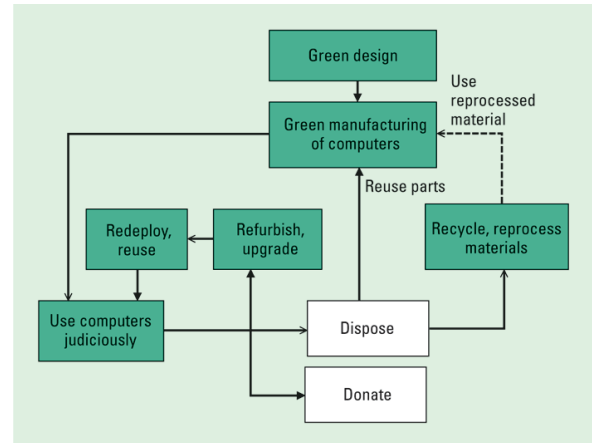 Green design
Use
reprocessed
material
Green manufacturing
of computers
Reuse parts
Redeploy,
reuse
Refurbish,
upgrade
Recycle, reprocess
materials
Use computers
judiciously
Dispose
Donate